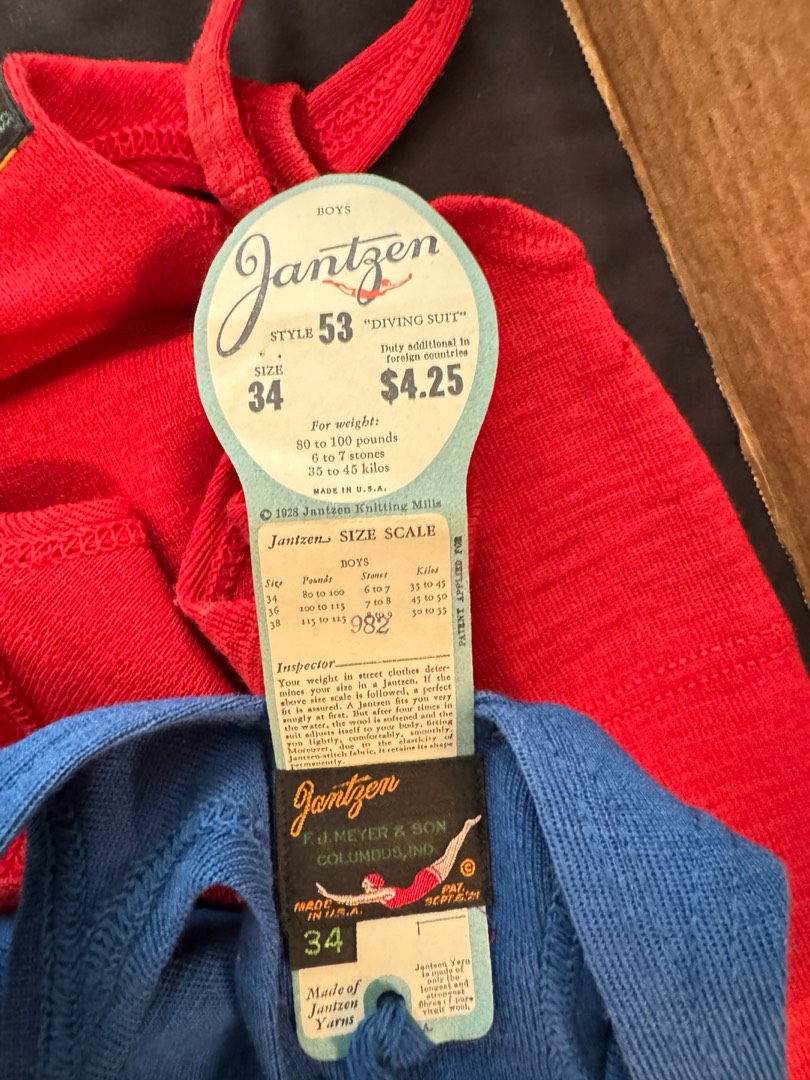 BOYS
Jantzen
STYLE 53 "DIVING SUIT"
SIZE
34
Duty additional in
foreign countries
$4.25
For weight:
80 to 100 pounds
6 to 7 stones
35 to 45 kilos
MADE IN U.S.A.
© 1928 Jantzen Knitting Mills
PATENT APPLIED FOR
Jantzen SIZE SCALE
BOYS
Size Pounds Stones Kilos
34 80 to 100 6 to 7 35 to 45
36 100 to 115 7 to 8 45 to 50
38 115 to 125 8 to 9 50 to 55
982
Inspector
Your weight in street clothes deter-
mines your size in a Jantzen. If the
above size scale is followed, a perfect
fit is assured. A Jantzen fits you very
snugly at first. But after four times in
the water, the wool is softened and the
suit adjusts itself to your body, fitting
you lightly, comfortably, smoothly.
Moreover, due to the elasticity of
Jantzen-stitch fabric, it retains its shape
permanently.
Jantzen
F. J. MEYER & SON
COLUMBUS, IND.
©
MADE
IN U.S.A.
PAT.
SEPT.6'21
34
Made of
Jantzen
Yarns
Jantzen Yarn
is made of
only the
longest and
strongest
fibres of pure
virgin wool.
A.